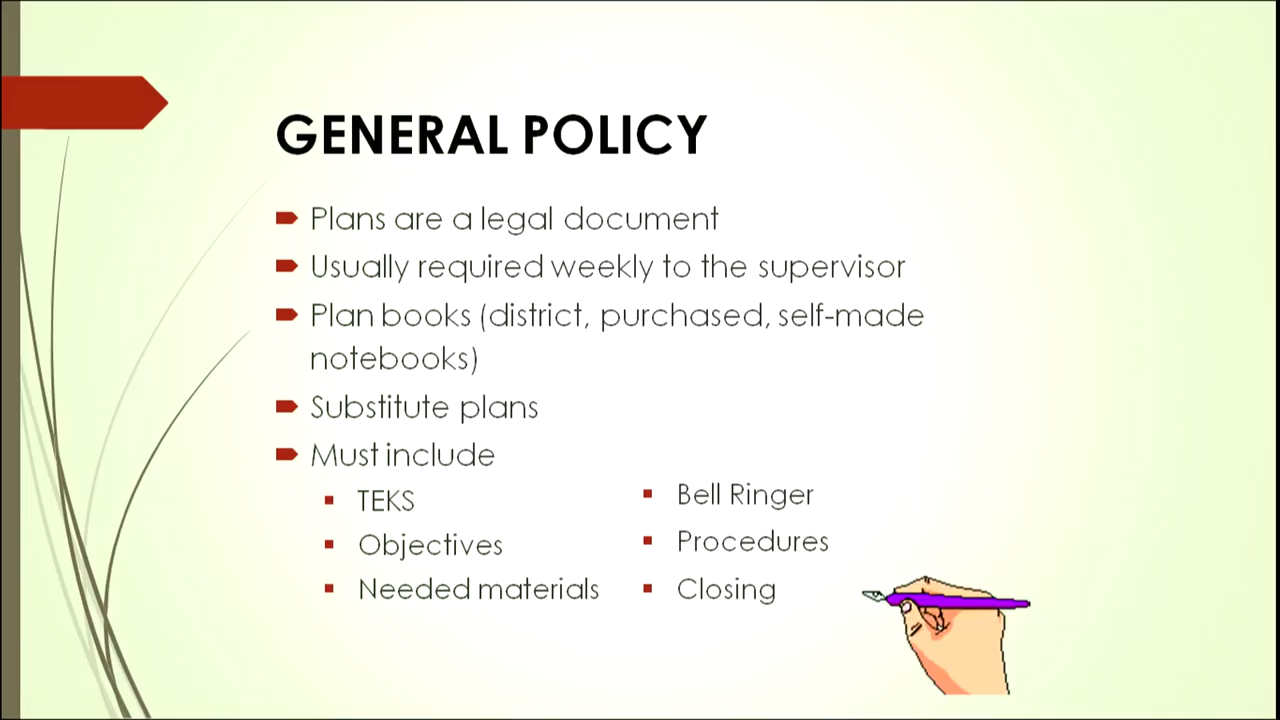 GENERAL POLICY
Plans are a legal document
Usually required weekly to the supervisor
Plan books (district, purchased, self-made
notebooks)
Substitute plans
Must include
TEKS
Objectives
Needed materials
Bell Ringer
Procedures
Closing